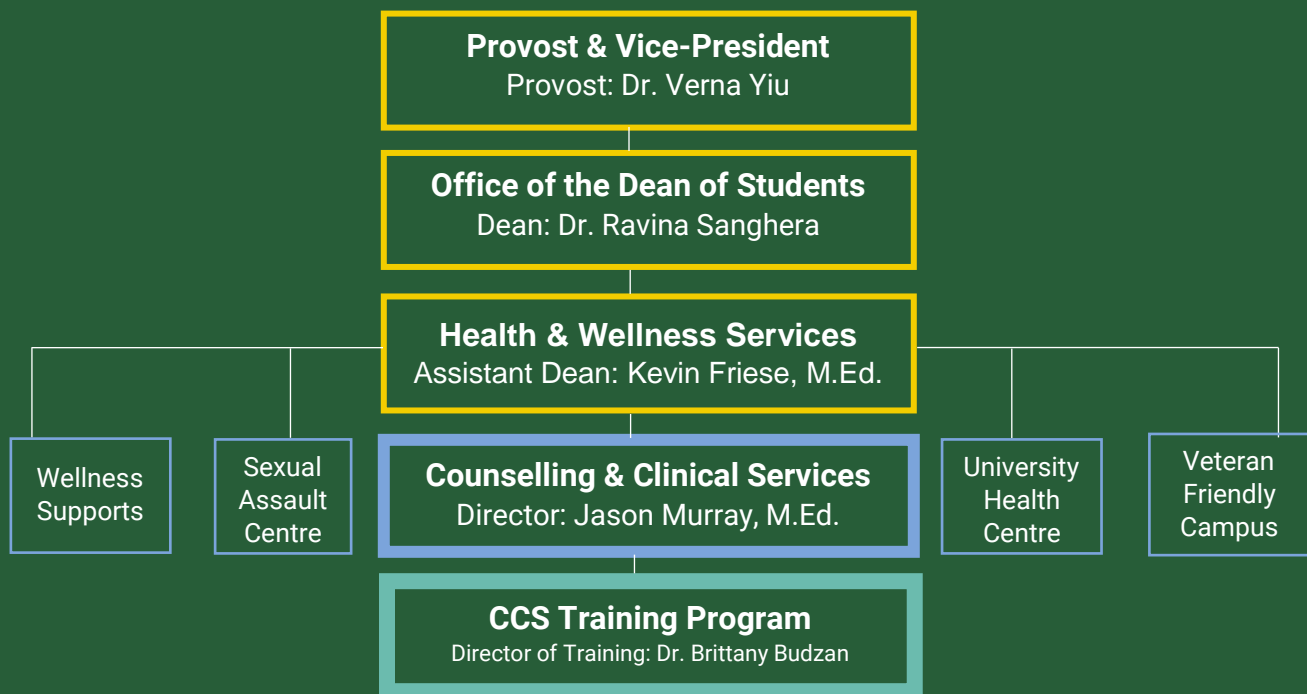 Provost & Vice-President
Provost: Dr. Verna Yiu
Office of the Dean of Students
Dean: Dr. Ravina Sanghera
Health & Wellness Services
Assistant Dean: Kevin Friese, M.Ed.
Wellness
Supports
Sexual
Assault
Centre
Counselling & Clinical Services
Director: Jason Murray, M.Ed.
University
Health
Centre
Veteran
Friendly
Campus
CCS Training Program
Director of Training: Dr. Brittany Budzan